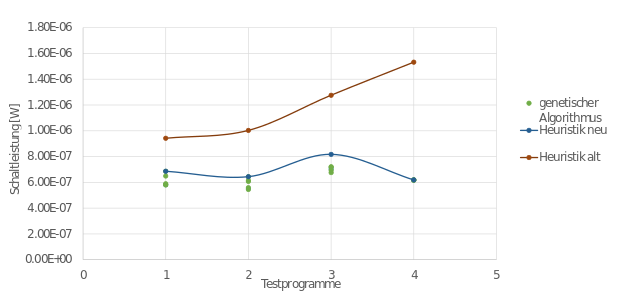 1.80E-06
1.60E-06
1.40E-06
1.20E-06
1.00E-06
8.00E-07
6.00E-07
4.00E-07
2.00E-07
0.00E+00
Schaltleistung [W]
0 1 2 3 4 5
Testprogramme
genetischer
Algorithmus
Heuristik neu
Heuristik alt